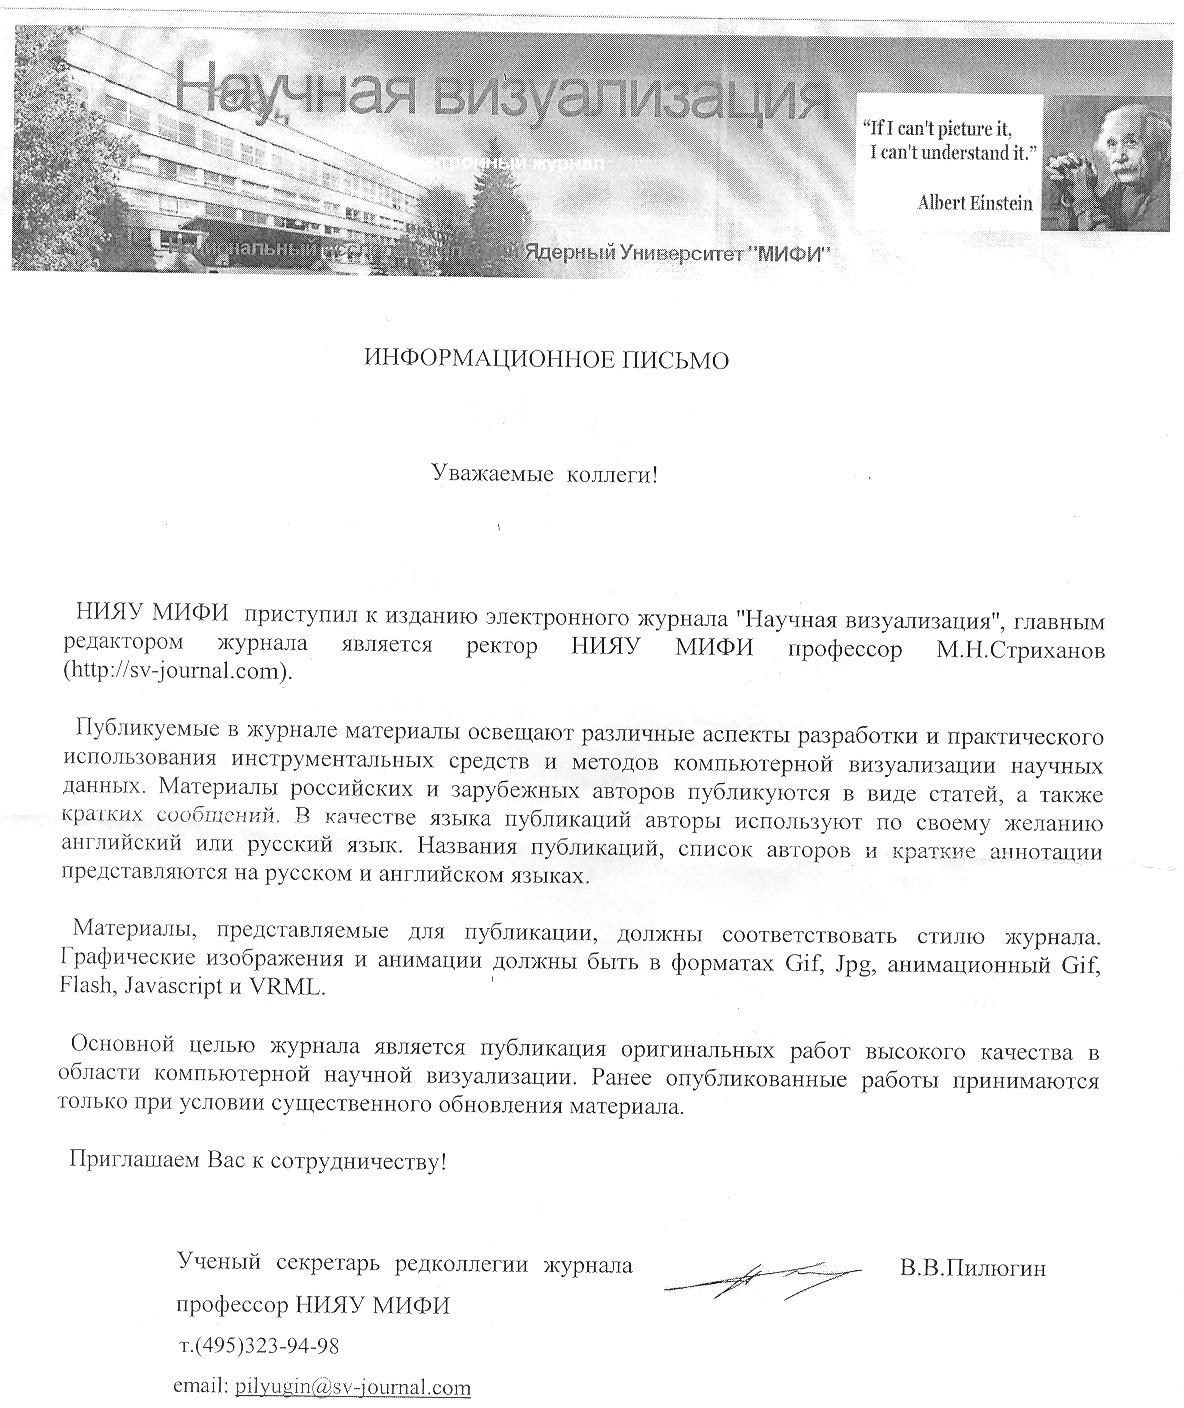 Научная визуализация
"If I can't picture it,
I can't understand it."
электронный журнал
Albert Einstein
Ядерный Университет "МИФИ"
ИНФОРМАЦИОННОЕ ПИСЬМО
Уважаемые коллеги!
НИЯУ МИФИ приступил к изданию электронного журнала "Научная визуализация", главным
редактором журнала является ректор НИЯУ МИФИ профессор М.Н.Стриханов
(http://sv-journal.com).
Публикуемые в журнале материалы освещают различные аспекты разработки и практического
использования инструментальных средств и методов компьютерной визуализации научных
данных. Материалы российских и зарубежных авторов публикуются в виде статей, а также
кратких сообщений. В качестве языка публикаций авторы используют по своему желанию
английский или русский язык. Названия публикаций, список авторов и краткие аннотации
представляются на русском и английском языках.
Материалы, представляемые для публикации, должны соответствовать стилю журнала.
Графические изображения и анимации должны быть в форматах Gif, Jpg, анимационный Gif,
Flash, Javascript и VRML.
Основной целью журнала является публикация оригинальных работ высокого качества в
области компьютерной научной визуализации. Ранее опубликованные работы принимаются
только при условии существенного обновления материала.
Приглашаем Вас к сотрудничеству!
Ученый секретарь редколлегии журнала В.В.Пилюгин
профессор НИЯУ МИФИ
т.(495)323-94-98
email: pilyugin@sv-journal.com